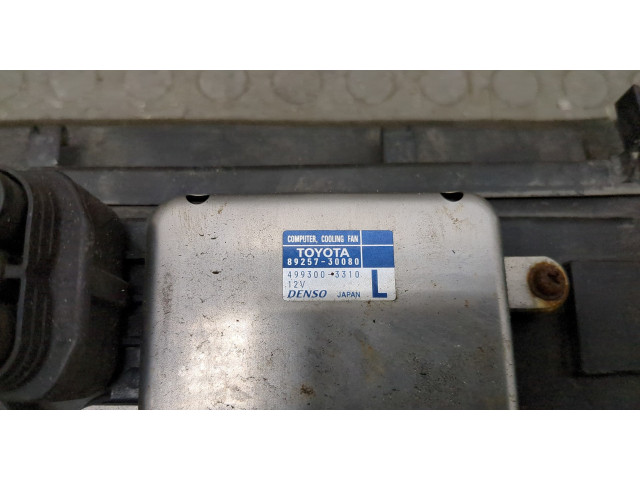 COMPUTER, COOLING FAN
TOYOTA
89257-30080
499300-3310
12V
DENSO JAPAN L